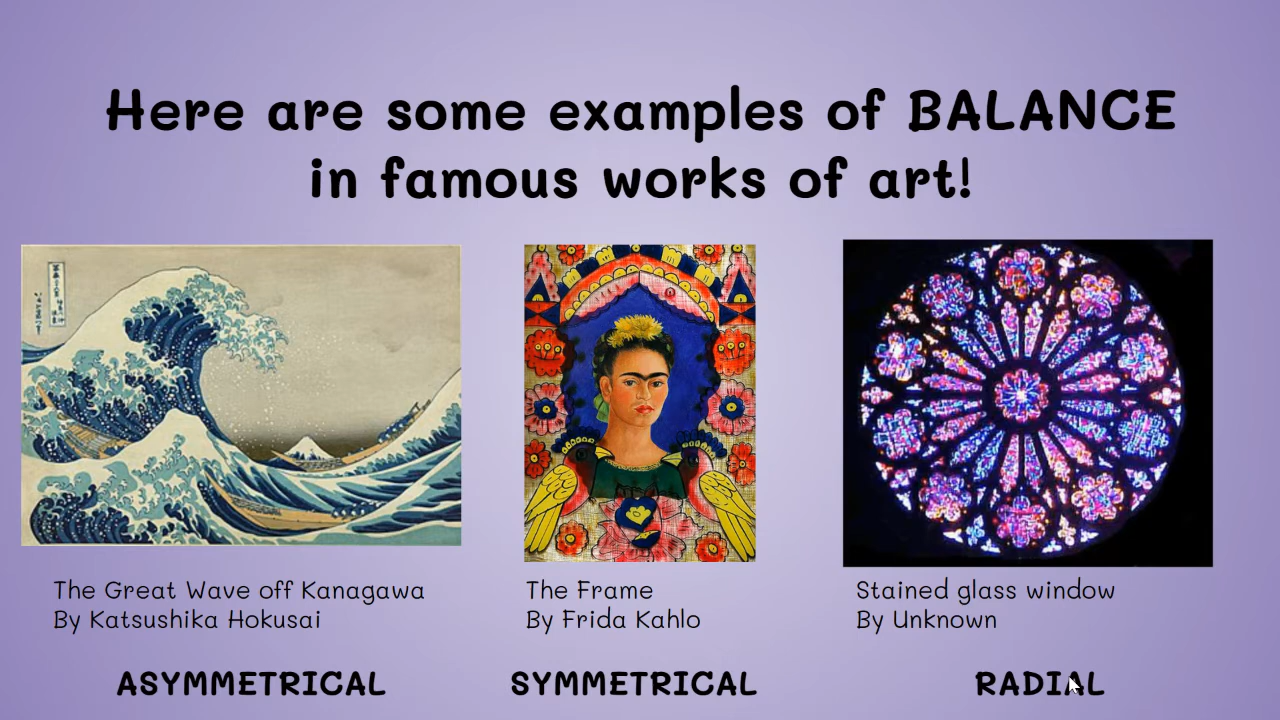 Here are some examples of BALANCE
in famous works of art!
The Great Wave off Kanagawa
By Katsushika Hokusai
The Frame
By Frida Kahlo
Stained glass window
By Unknown
ASYMMETRICAL
SYMMETRICAL
RADIAL